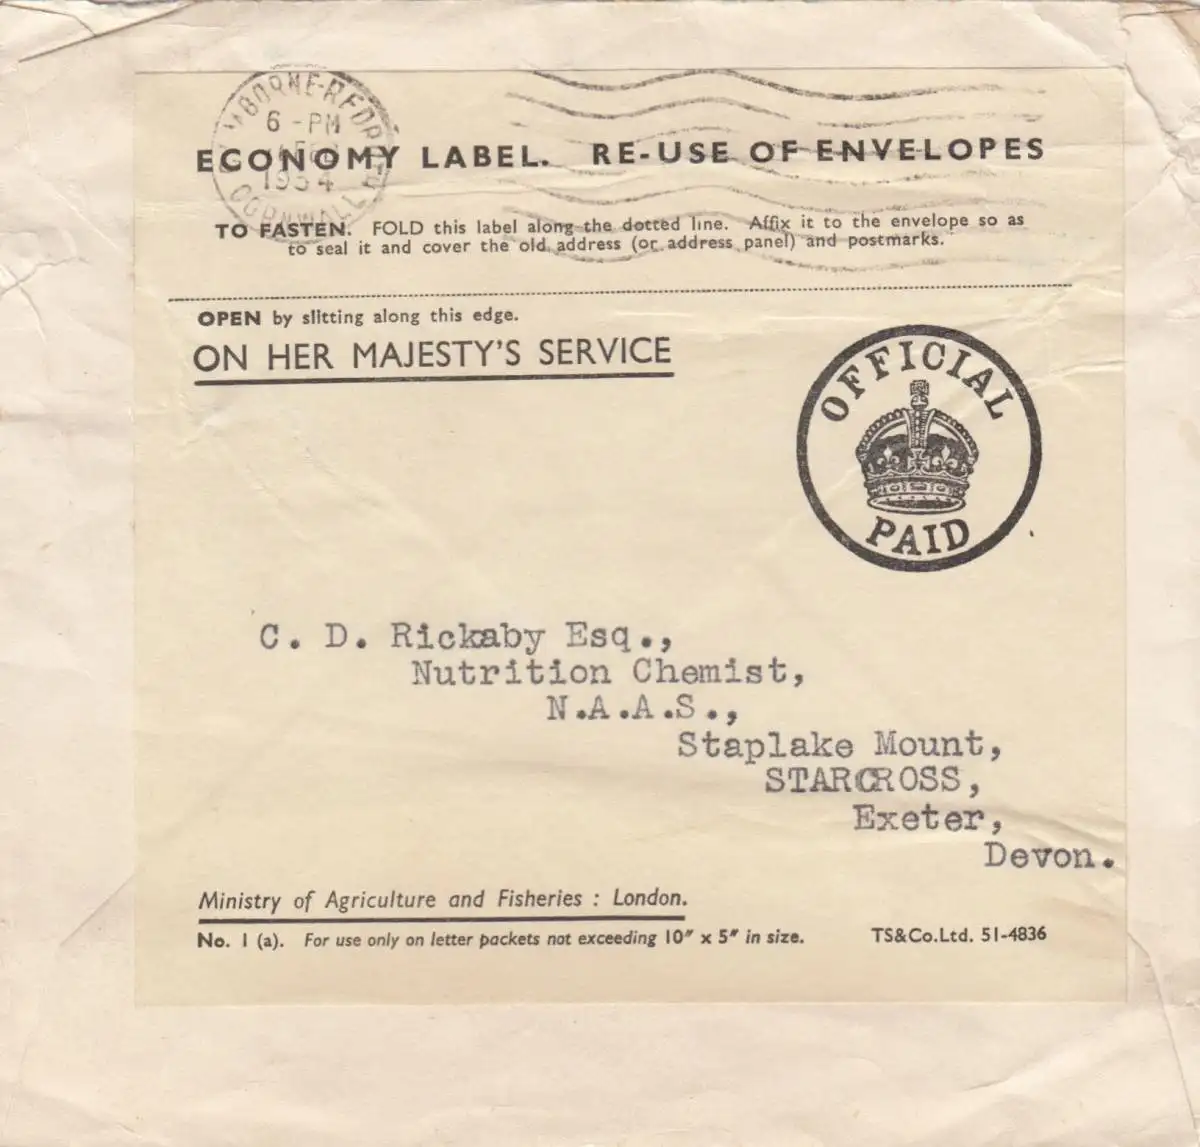 6 - PM
1954
CORNWALL
ECONOMY LABEL. RE-USE OF ENVELOPES
TO FASTEN. FOLD this label along the dotted line. Affix it to the envelope so as
to seal it and cover the old address (or address panel) and postmarks.
OPEN by slitting along this edge.
ON HER MAJESTY'S SERVICE
OFFICIAL
PAID
C. D. Rickaby Esq.,
Nutrition Chemist,
N.A.A.S.,
Staplake Mount,
STARCROSS,
Exeter,
Devon.
Ministry of Agriculture and Fisheries : London.
No. 1 (a). For use only on letter packets not exceeding 10" x 5" in size.
TS&Co.Ltd. 51-4836